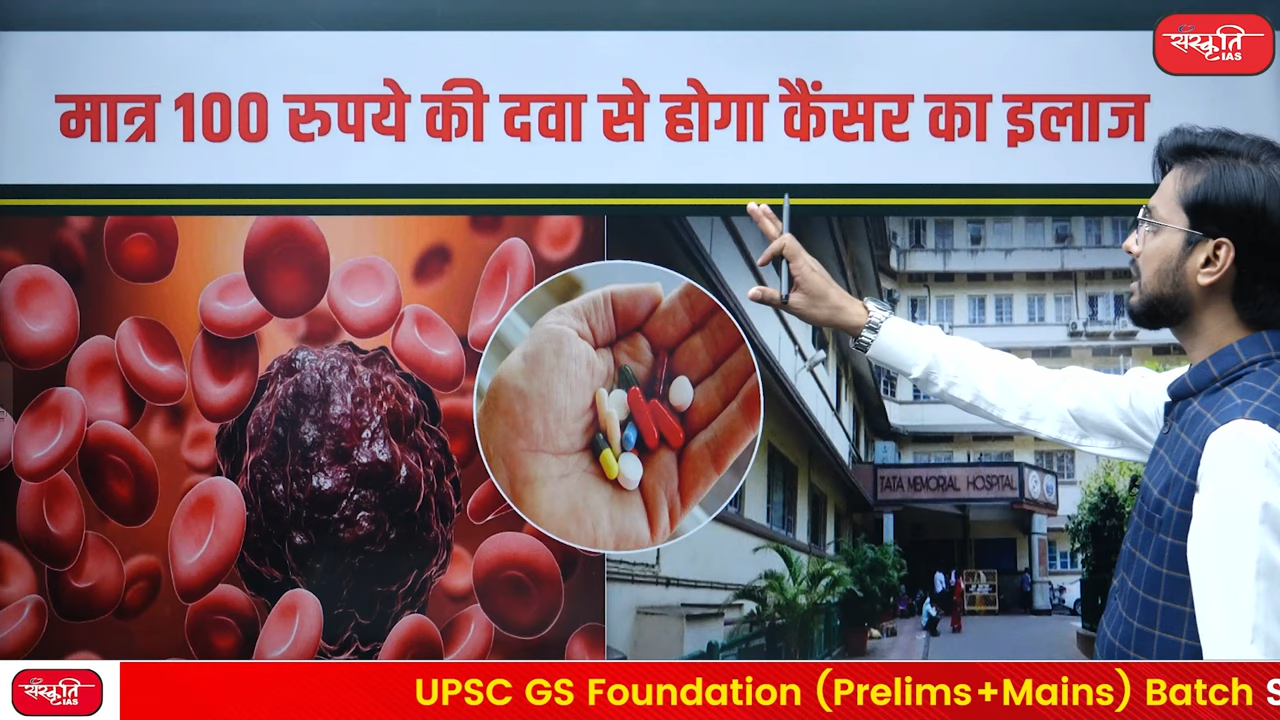 संस्कृति
IAS
मात्र 100 रुपये की दवा से होगा कैंसर का इलाज
TATA MEMORIAL HOSPITAL
संस्कृति
IAS
UPSC GS Foundation (Prelims+Mains) Batch S